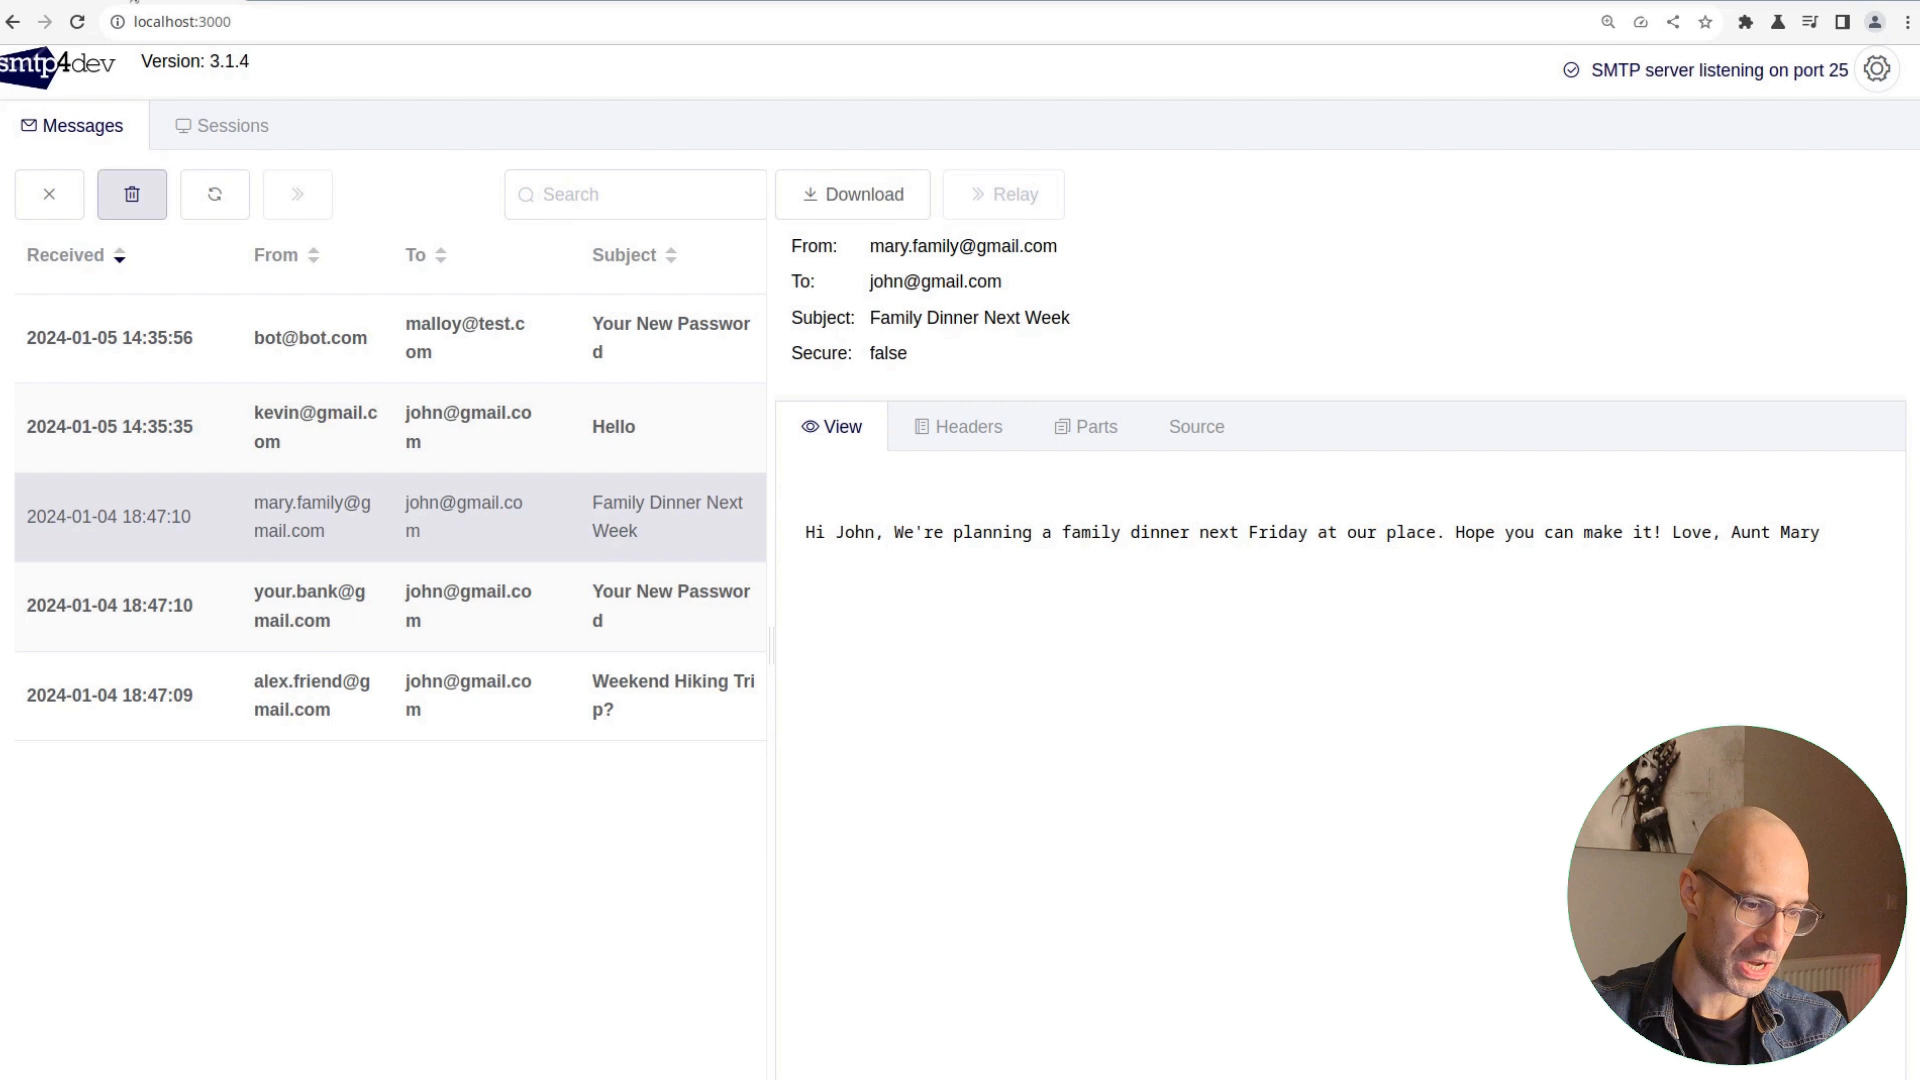 localhost:3000
smtp4dev
Version: 3.1.4
SMTP server listening on port 25
Messages
Sessions
Search
Download
Relay
Received
From
To
Subject
2024-01-05 14:35:56
bot@bot.com
malloy@test.c
om
Your New Passwor
d
2024-01-05 14:35:35
kevin@gmail.c
om
john@gmail.co
m
Hello
2024-01-04 18:47:10
mary.family@g
mail.com
john@gmail.co
m
Family Dinner Next
Week
2024-01-04 18:47:10
your.bank@g
mail.com
john@gmail.co
m
Your New Passwor
d
2024-01-04 18:47:09
alex.friend@g
mail.com
john@gmail.co
m
Weekend Hiking Tri
p?
From: mary.family@gmail.com
To: john@gmail.com
Subject: Family Dinner Next Week
Secure: false
View
Headers
Parts
Source
Hi John, We're planning a family dinner next Friday at our place. Hope you can make it! Love, Aunt Mary